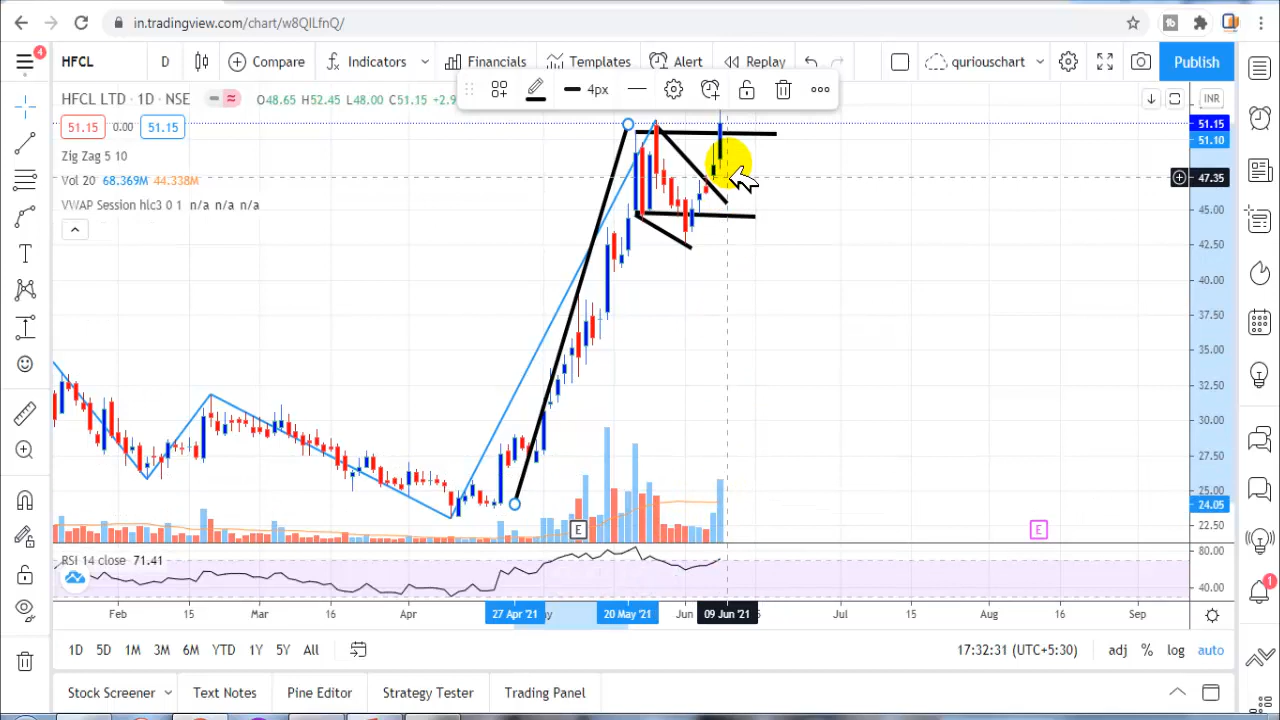 in.tradingview.com/chart/w8QlLfnQ/
4
HFCL D Compare Indicators Financials Templates Alert Replay quriouschart Publish
4px
HFCL LTD · 1D · NSE O48.65 H52.45 L48.00 C51.15 INR
51.15 0.00 51.15
Zig Zag 5 10
Vol 20 68.369M 44.338M
VWAP Session hlc3 0 1 n/a n/a n/a
51.15
51.10
47.35
45.00
42.50
40.00
37.50
35.00
32.50
30.00
27.50
25.00
24.05
22.50
E E
RSI 14 close 71.41
80.00
40.00
Feb 15 Mar 16 Apr 27 Apr '21 20 May '21 Jun 09 Jun '21 Jul 15 Aug 16 Sep
1D 5D 1M 3M 6M YTD 1Y 5Y All 17:32:31 (UTC+5:30) adj % log auto
Stock Screener Text Notes Pine Editor Strategy Tester Trading Panel
1